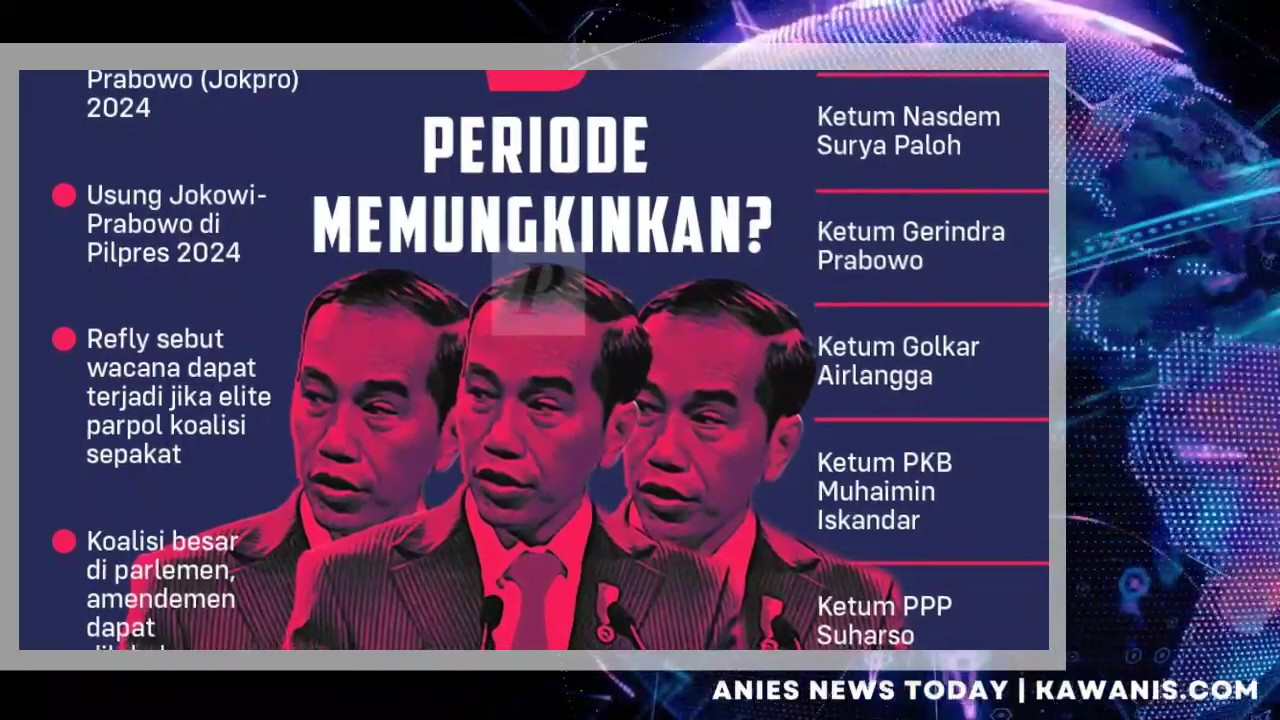 Prabowo (Jokpro)
2024
Usung Jokowi-
Prabowo di
Pilpres 2024
Refly sebut
wacana dapat
terjadi jika elite
parpol koalisi
sepakat
Koalisi besar
di parlemen,
amendemen
dapat
PERIODE
MEMUNGKINKAN?
P
Ketum Nasdem
Surya Paloh
Ketum Gerindra
Prabowo
Ketum Golkar
Airlangga
Ketum PKB
Muhaimin
Iskandar
Ketum PPP
Suharso
ANIES NEWS TODAY | KAWANIS.COM